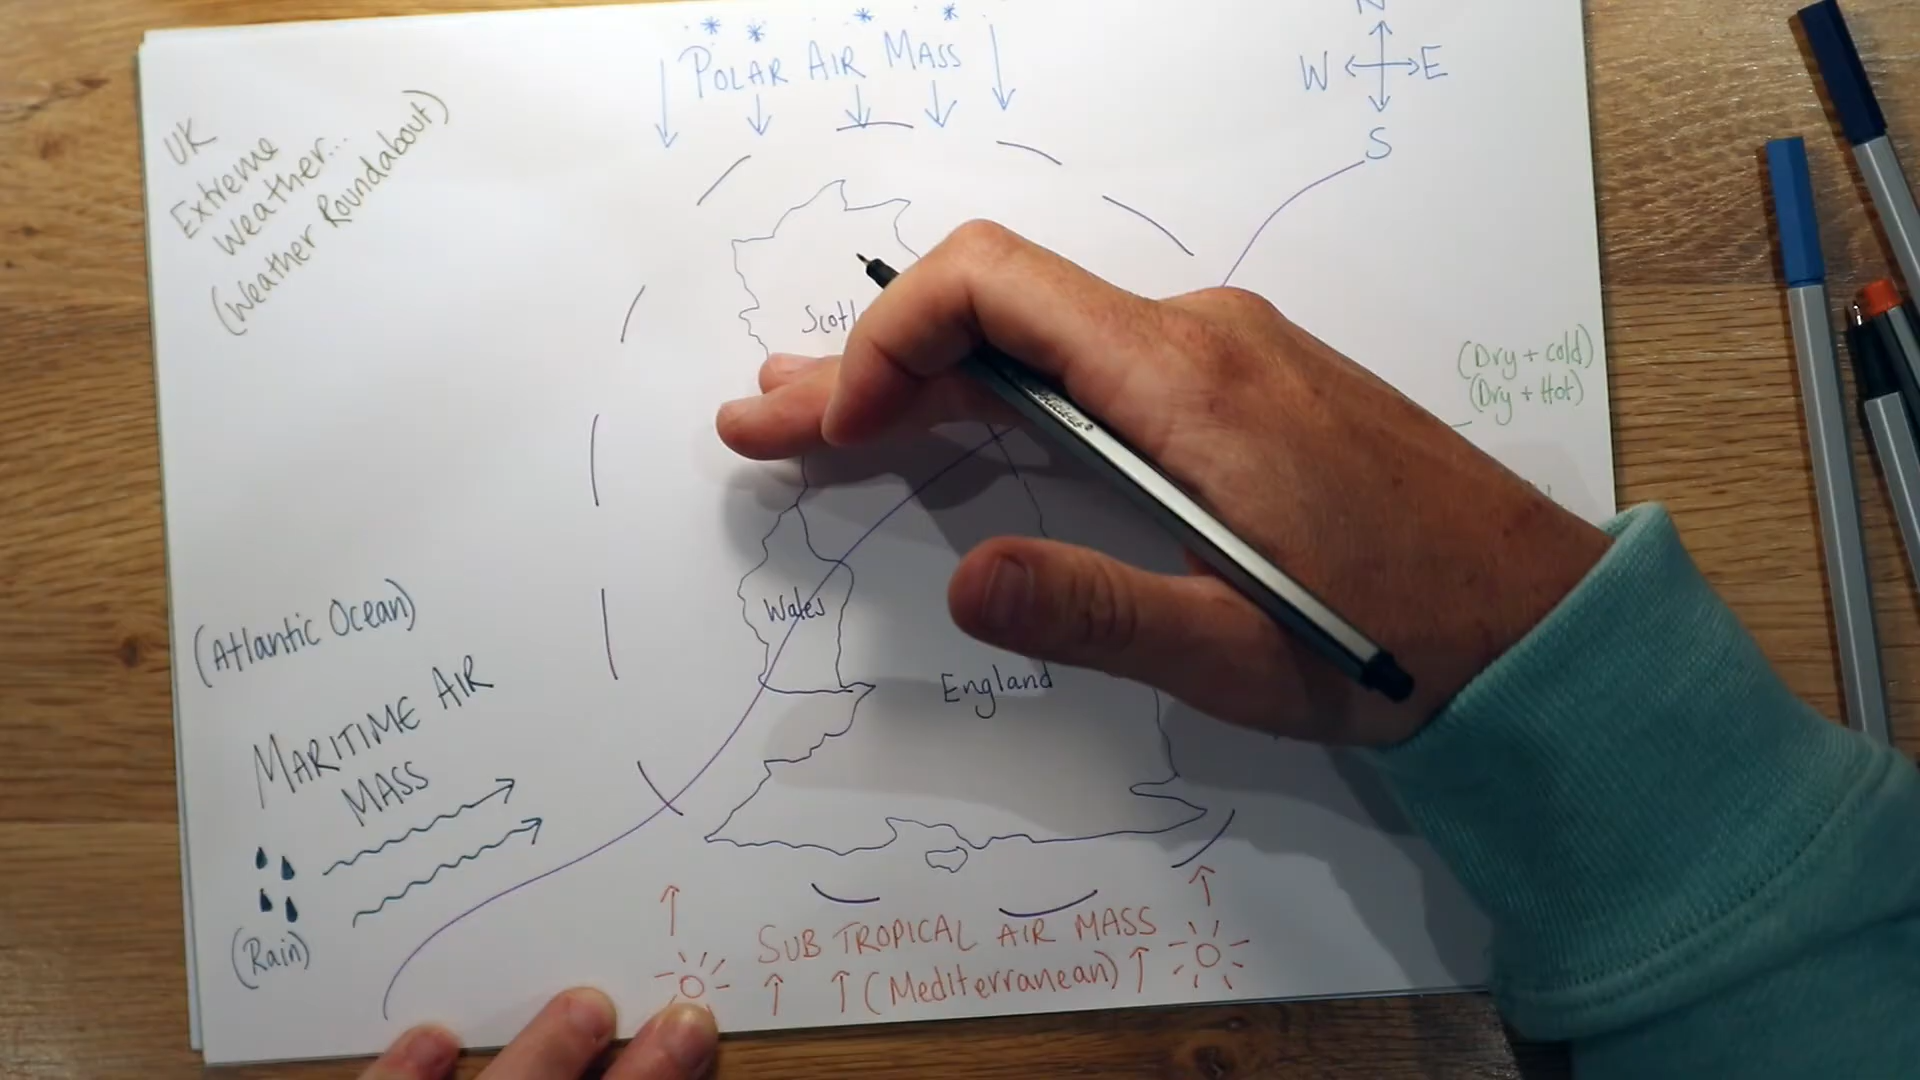 POLAR AIR MASS
N
W E
S
UK
Extreme
Weather...
(Weather Roundabout)
(Dry + cold)
(Dry + Hot)
Wales
England
(Atlantic Ocean)
MARITIME AIR
MASS
(Rain)
SUB TROPICAL AIR MASS
(Mediterranean)